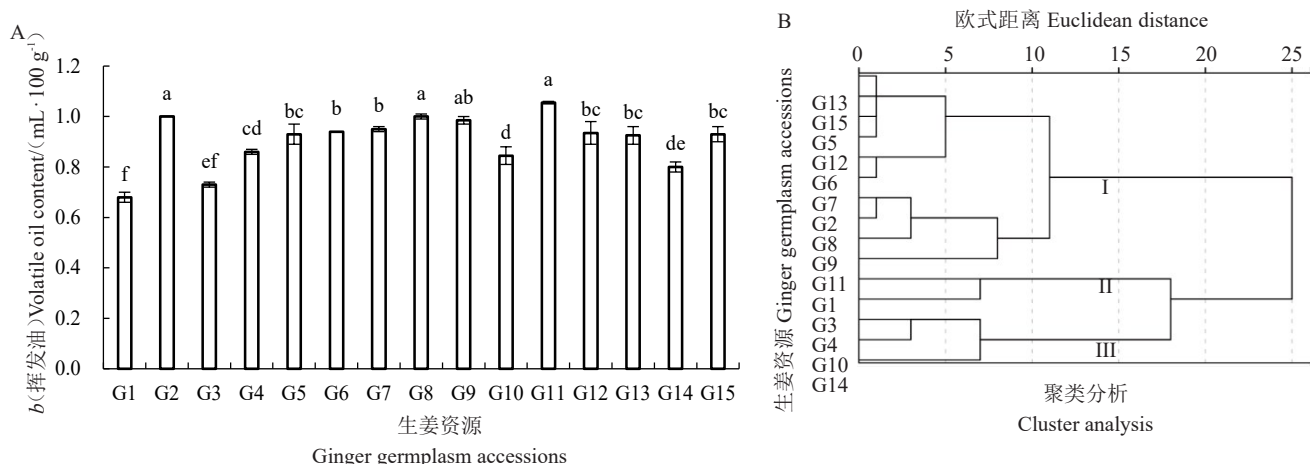 A
b(挥发油)Volatile oil content/(mL·100 g⁻¹)
1.2
1.0
0.8
0.6
0.4
0.2
0.0
f
a
ef
cd
bc
b
b
a
ab
d
a
bc
bc
de
bc
G1 G2 G3 G4 G5 G6 G7 G8 G9 G10 G11 G12 G13 G14 G15
生姜资源
Ginger germplasm accessions
B
欧式距离 Euclidean distance
0 5 10 15 20 25
生姜资源 Ginger germplasm accessions
G13
G15
G5
G12
G6
G7
G2
G8
G9
G11
G1
G3
G4
G10
G14
I
II
III
聚类分析
Cluster analysis